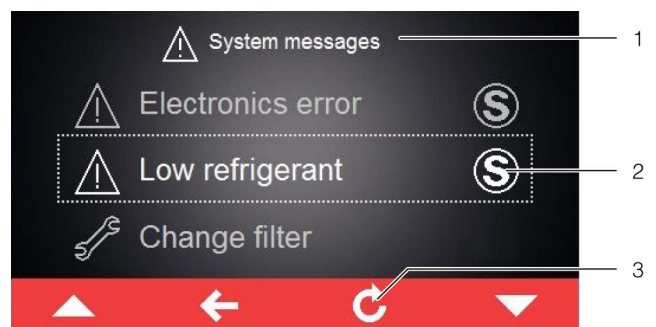 System messages
1
Electronics error S
Low refrigerant S
2
Change filter
3